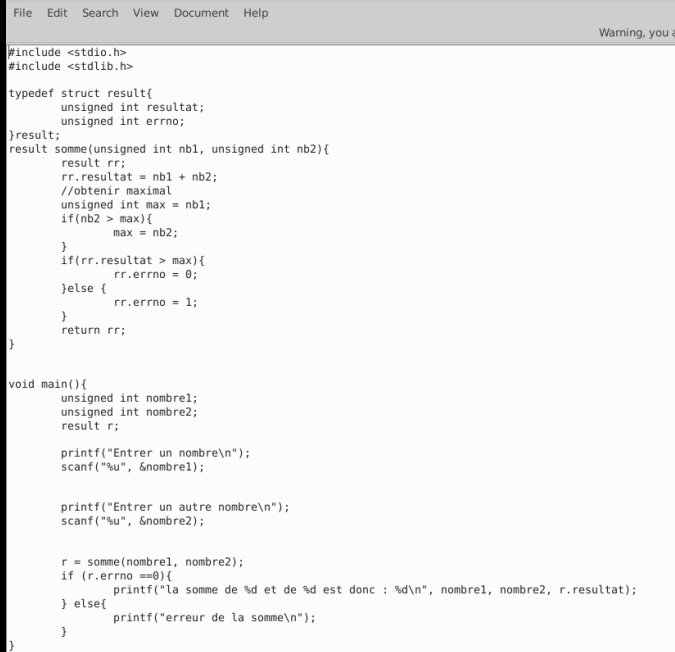 File Edit Search View Document Help
Warning, you a
#include <stdio.h>
#include <stdlib.h>
typedef struct result{
unsigned int resultat;
unsigned int errno;
}result;
result somme(unsigned int nb1, unsigned int nb2){
result rr;
rr.resultat = nb1 + nb2;
//obtenir maximal
unsigned int max = nb1;
if(nb2 > max){
max = nb2;
}
if(rr.resultat > max){
rr.errno = 0;
}else {
rr.errno = 1;
}
return rr;
}
void main(){
unsigned int nombre1;
unsigned int nombre2;
result r;
printf("Entrer un nombre\n");
scanf("%u", &nombre1);
printf("Entrer un autre nombre\n");
scanf("%u", &nombre2);
r = somme(nombre1, nombre2);
if (r.errno ==0){
printf("la somme de %d et de %d est donc : %d\n", nombre1, nombre2, r.resultat);
} else{
printf("erreur de la somme\n");
}
}